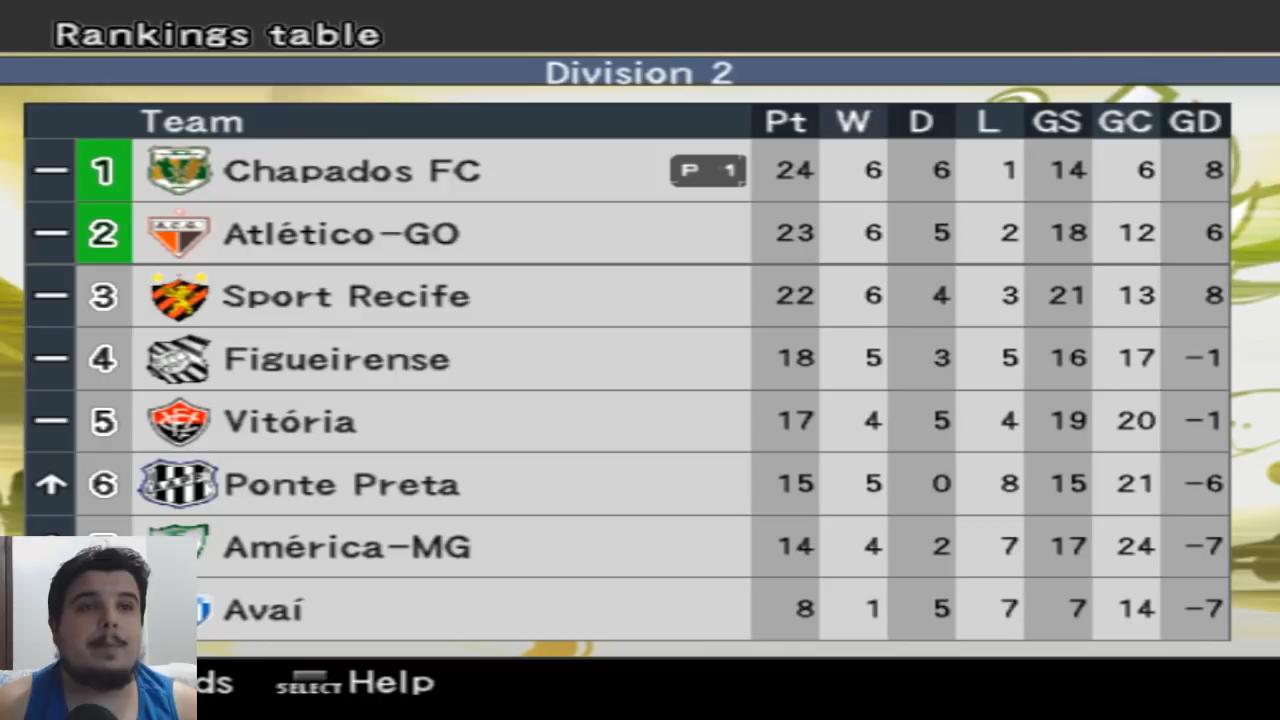 Rankings table
Division 2
Team Pt W D L GS GC GD
1 Chapados FC P 1 24 6 6 1 14 6 8
2 A.C.G. Atlético-GO 23 6 5 2 18 12 6
3 Sport Recife 22 6 4 3 21 13 8
4 Figueirense 18 5 3 5 16 17 -1
5 Vitória 17 4 5 4 19 20 -1
6 Ponte Preta 15 5 0 8 15 21 -6
América-MG 14 4 2 7 17 24 -7
Avaí 8 1 5 7 7 14 -7
ds SELECT Help